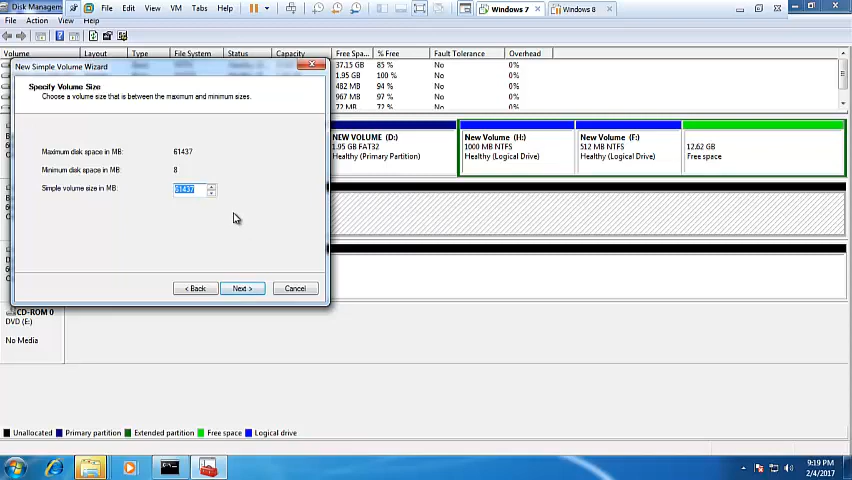 Disk Managem
File Edit View VM Tabs Help
Windows 7
Windows 8
File Action View Help
Volume Layout Type File System Status Capacity Free Spa... % Free Fault Tolerance Overhead
37.15 GB 85 % No 0%
1.95 GB 100 % No 0%
482 MB 94 % No 0%
967 MB 97 % No 0%
72 MB 72 % No 0%
New Simple Volume Wizard
Specify Volume Size
Choose a volume size that is between the maximum and minimum sizes.
Maximum disk space in MB: 61437
Minimum disk space in MB: 8
Simple volume size in MB: 61437
< Back Next > Cancel
NEW VOLUME (D:)
1.95 GB FAT32
Healthy (Primary Partition)
New Volume (H:)
1000 MB NTFS
Healthy (Logical Drive)
New Volume (F:)
512 MB NTFS
Healthy (Logical Drive)
12.62 GB
Free space
CD-ROM 0
DVD (E:)
No Media
Unallocated Primary partition Extended partition Free space Logical drive
9:19 PM
2/4/2017